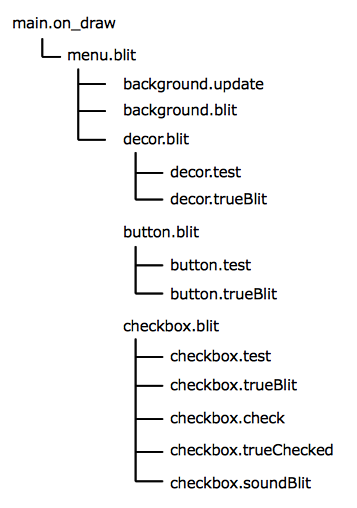 main.on_draw
menu.blit
background.update
background.blit
decor.blit
decor.test
decor.trueBlit
button.blit
button.test
button.trueBlit
checkbox.blit
checkbox.test
checkbox.trueBlit
checkbox.check
checkbox.trueChecked
checkbox.soundBlit